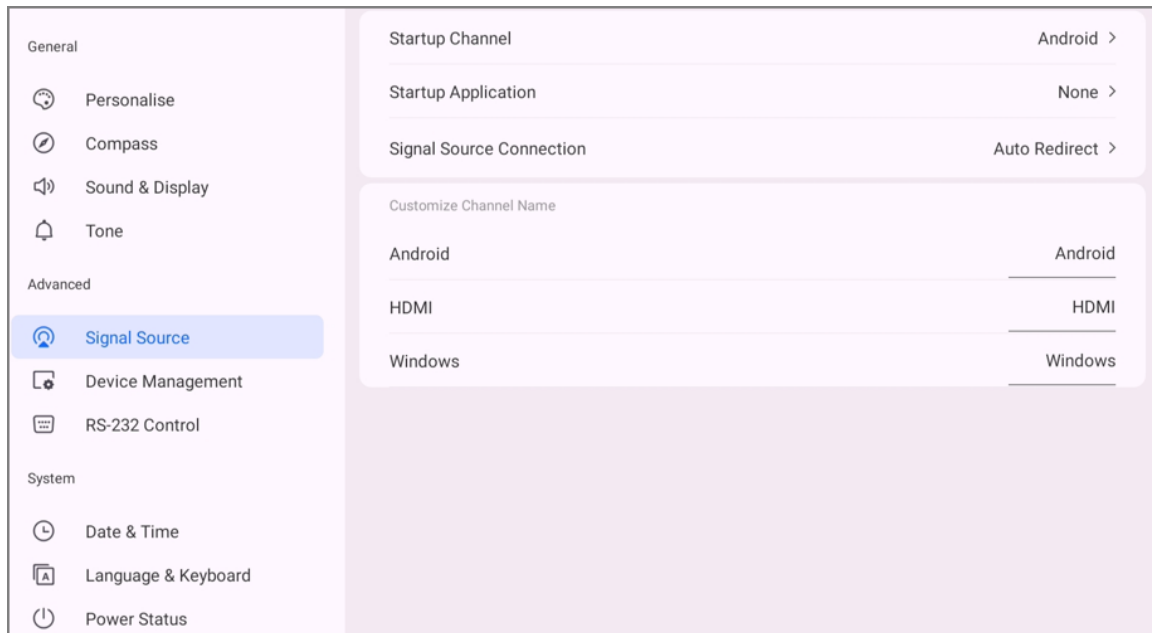 General
Personalise
Compass
Sound & Display
Tone
Advanced
Signal Source
Device Management
RS-232 Control
System
Date & Time
Language & Keyboard
Power Status
Startup Channel Android
Startup Application None
Signal Source Connection Auto Redirect
Customize Channel Name
Android Android
HDMI HDMI
Windows Windows